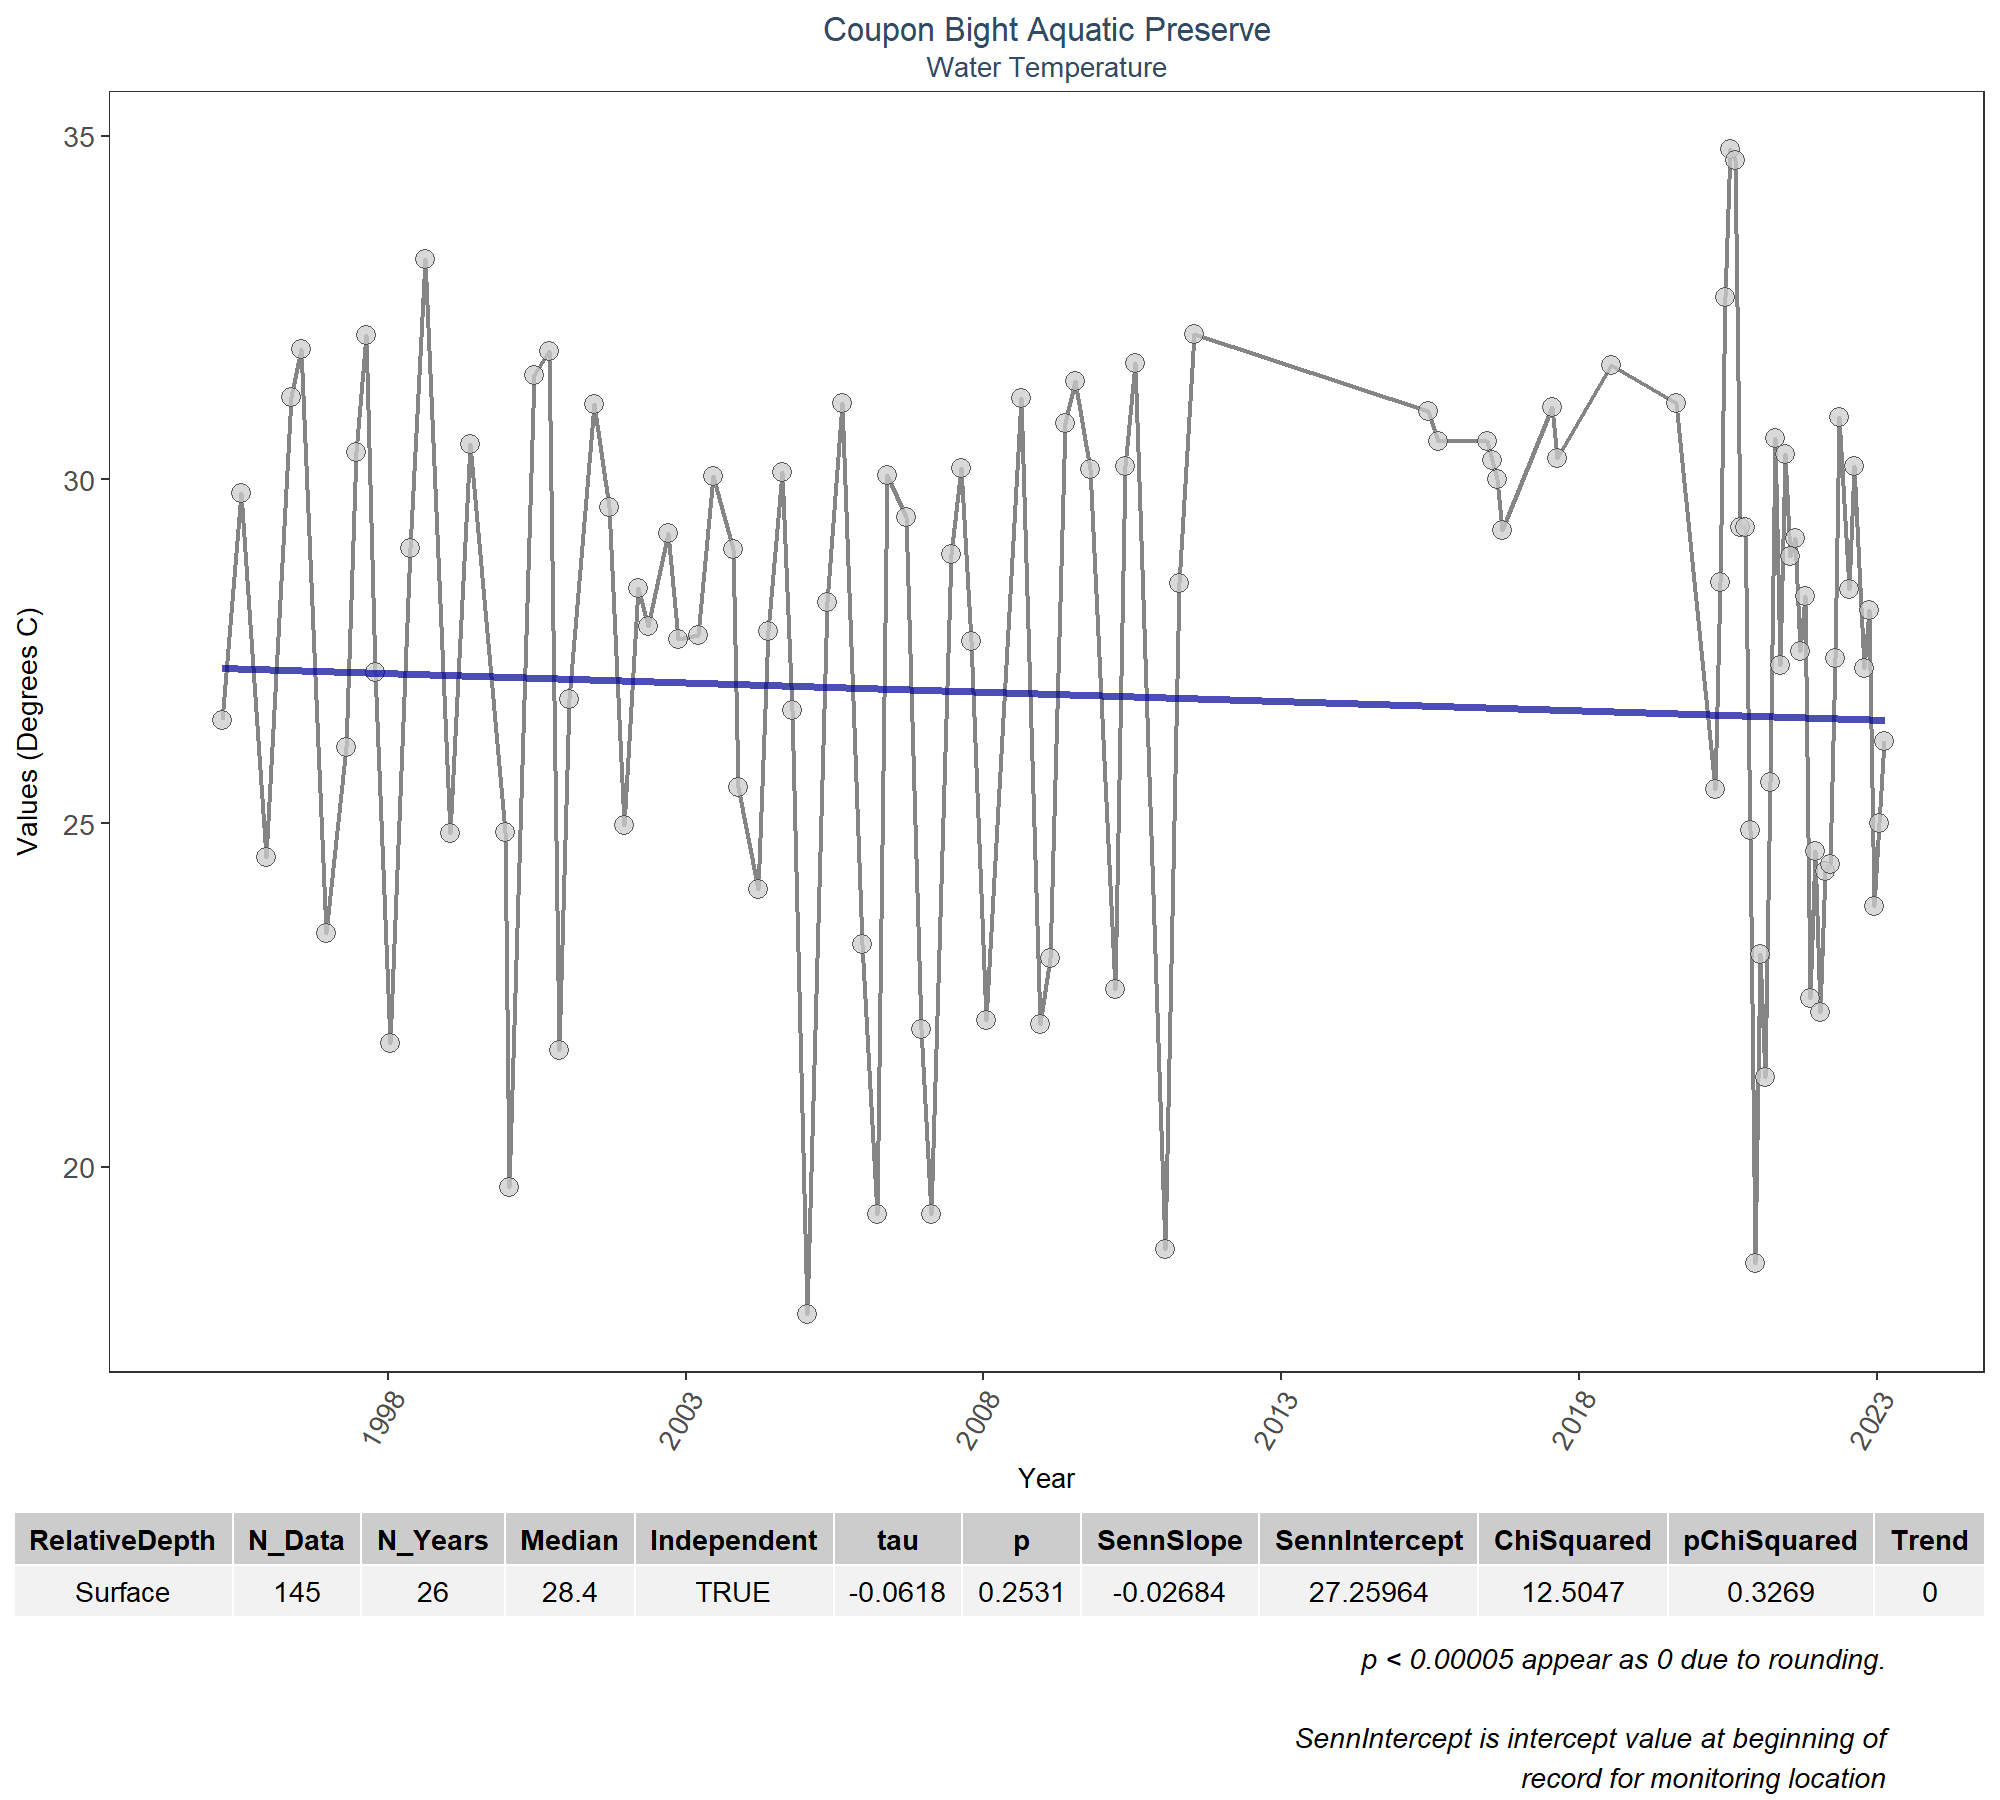 Coupon Bight Aquatic Preserve
Water Temperature
Values (Degrees C)
35
30
25
20
1998 2003 2008 2013 2018 2023
Year
RelativeDepth N_Data N_Years Median Independent tau p SennSlope SennIntercept ChiSquared pChiSquared Trend
Surface 145 26 28.4 TRUE -0.0618 0.2531 -0.02684 27.25964 12.5047 0.3269 0
p < 0.00005 appear as 0 due to rounding.
SennIntercept is intercept value at beginning of
record for monitoring location